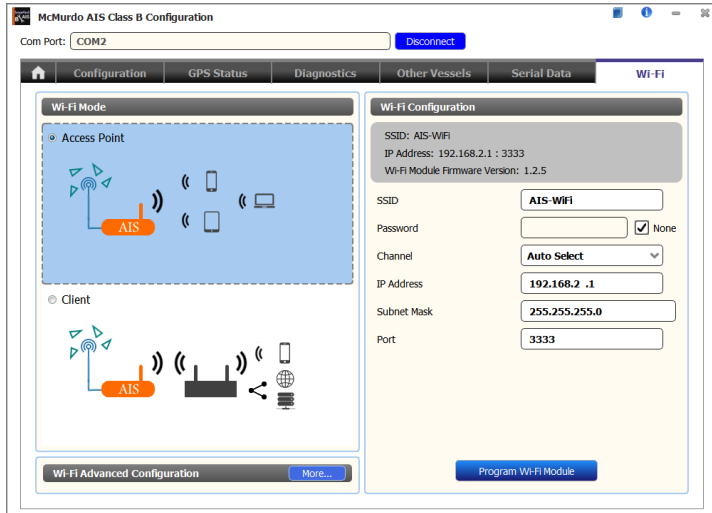 McMurdo AIS Class B Configuration
Com Port: COM2 Disconnect
Configuration GPS Status Diagnostics Other Vessels Serial Data Wi-Fi
Wi-Fi Mode
Access Point
AIS
Client
AIS
Wi-Fi Advanced Configuration More...
Wi-Fi Configuration
SSID: AIS-WiFi
IP Address: 192.168.2.1 : 3333
Wi-Fi Module Firmware Version: 1.2.5
SSID AIS-WiFi
Password None
Channel Auto Select
IP Address 192.168.2 .1
Subnet Mask 255.255.255.0
Port 3333
Program Wi-Fi Module